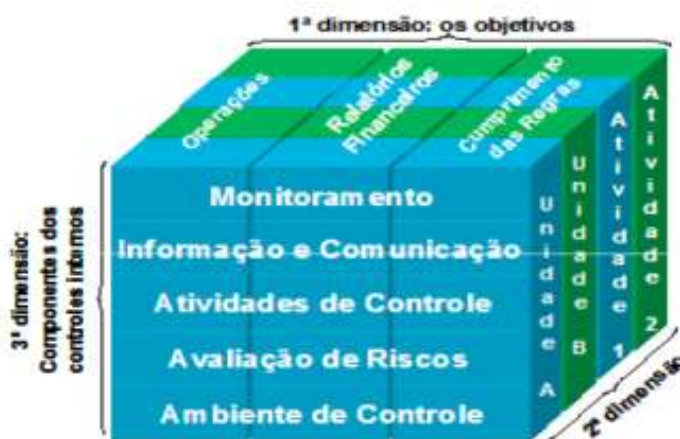 1ª dimensão: os objetivos
Operações
Relatórios
Financeiros
Cumprimento
das Regras
Monitoramento
Informação e Comunicação
Atividades de Controle
Avaliação de Riscos
Ambiente de Controle
Unidade A
Unidade B
Atividade 1
Atividade 2
3ª dimensão:
Componentes dos
controles internos
2ª dimensão